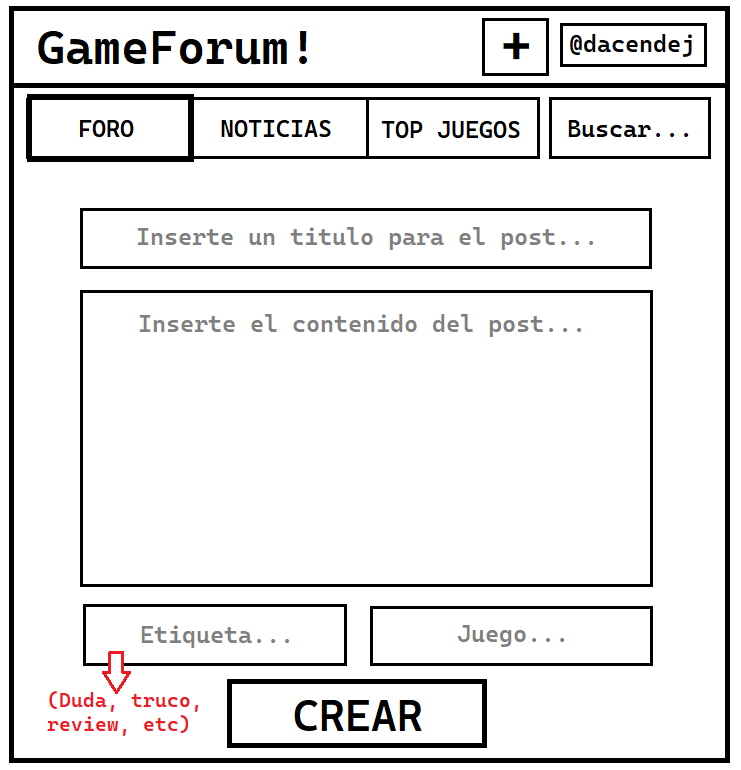 GameForum!
+
@dacendej
FORO
NOTICIAS
TOP JUEGOS
Buscar...
Inserte un titulo para el post...
Inserte el contenido del post...
Etiqueta...
Juego...
(Duda, truco,
review, etc)
CREAR